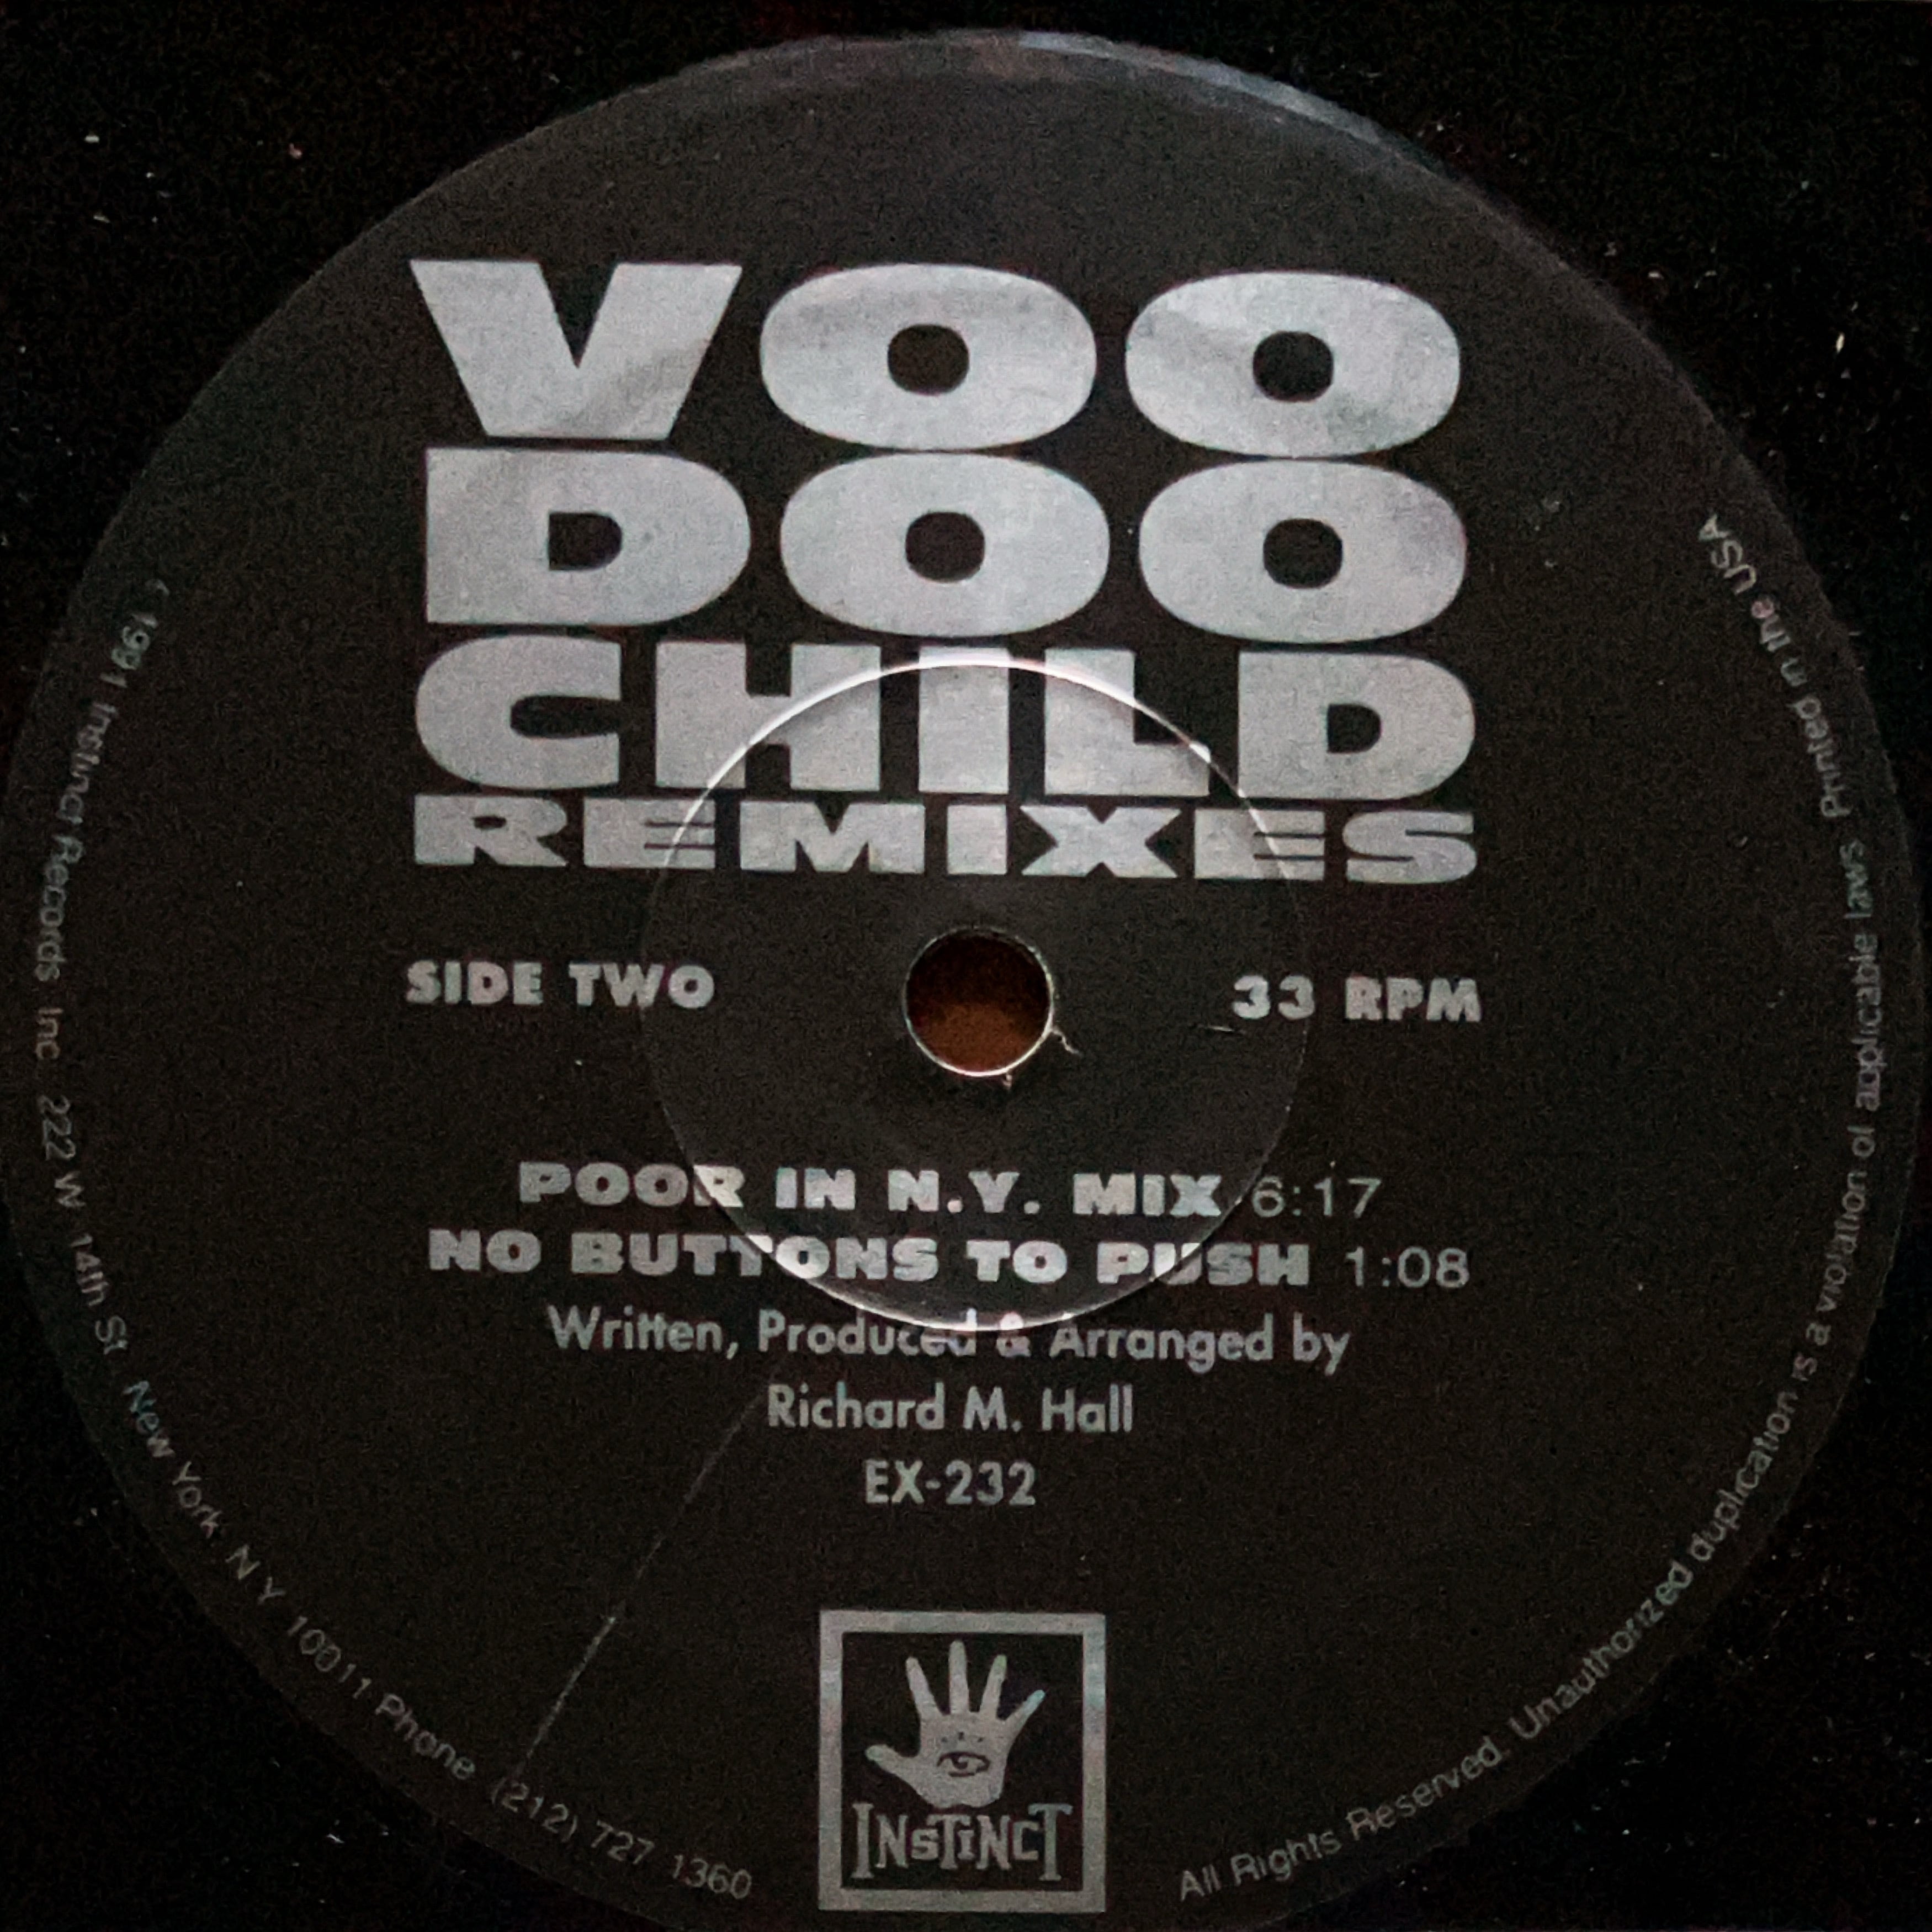 VOO
DOO
CHILD
REMIXES
SIDE TWO
33 RPM
POOR IN N.Y. MIX 6:17
NO BUTTONS TO PUSH 1:08
Written, Produced & Arranged by
Richard M. Hall
EX-232
INSTINCT
1991 Instinct Records Inc 222 W 14th St New York N Y 10011 Phone (212) 727 1360
All Rights Reserved. Unauthorized duplication is a violation of applicable laws Printed in the USA